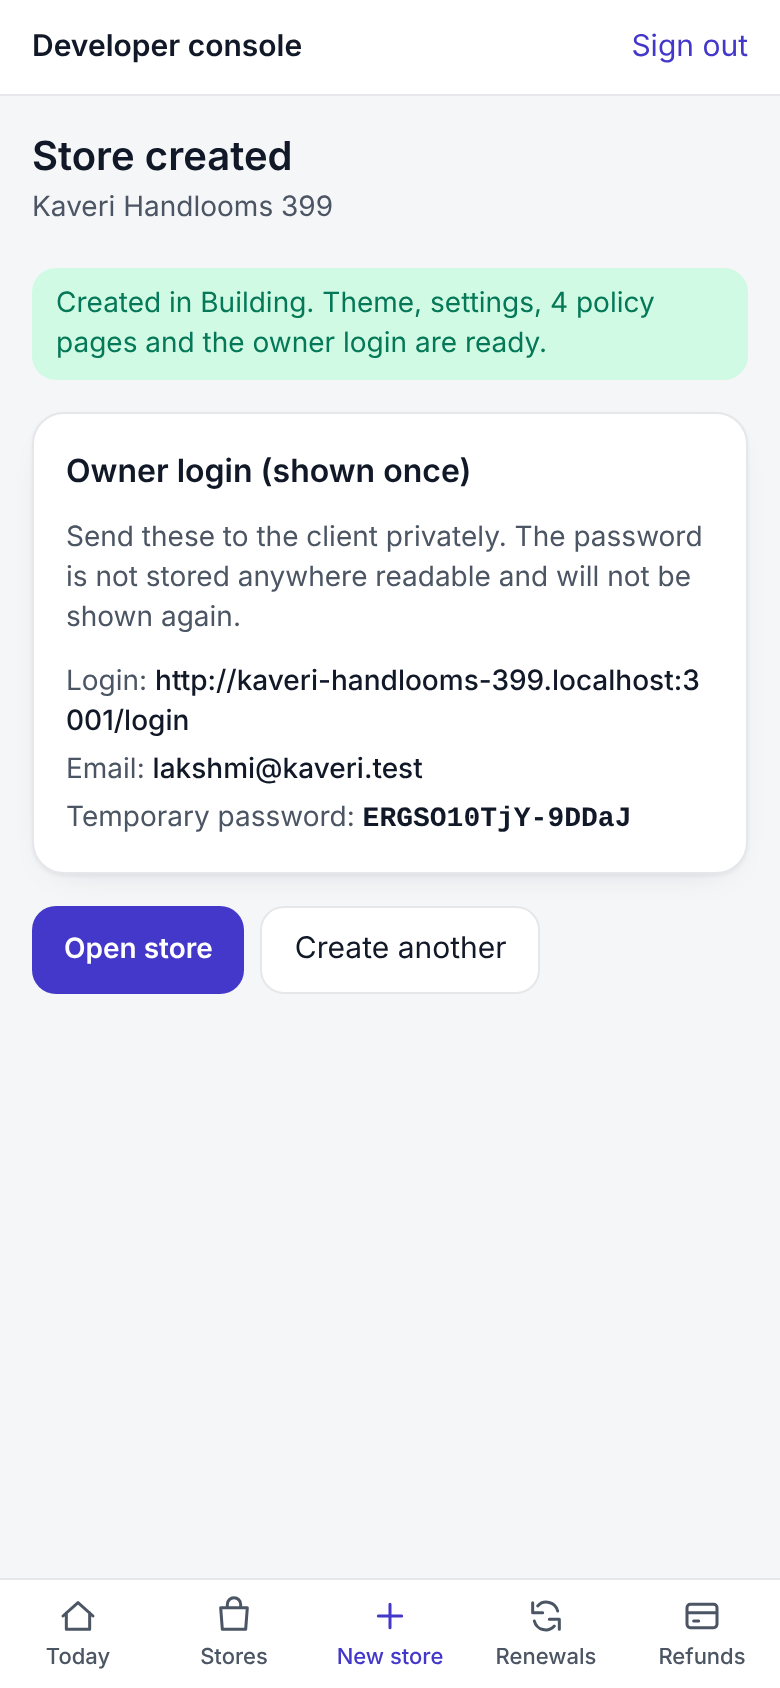 Developer console
Sign out
Store created
Kaveri Handlooms 399
Created in Building. Theme, settings, 4 policy
pages and the owner login are ready.
Owner login (shown once)
Send these to the client privately. The password
is not stored anywhere readable and will not be
shown again.
Login: http://kaveri-handlooms-399.localhost:3
001/login
Email: lakshmi@kaveri.test
Temporary password: ERGSO10TjY-9DDaJ
Open store
Create another
Today
Stores
New store
Renewals
Refunds